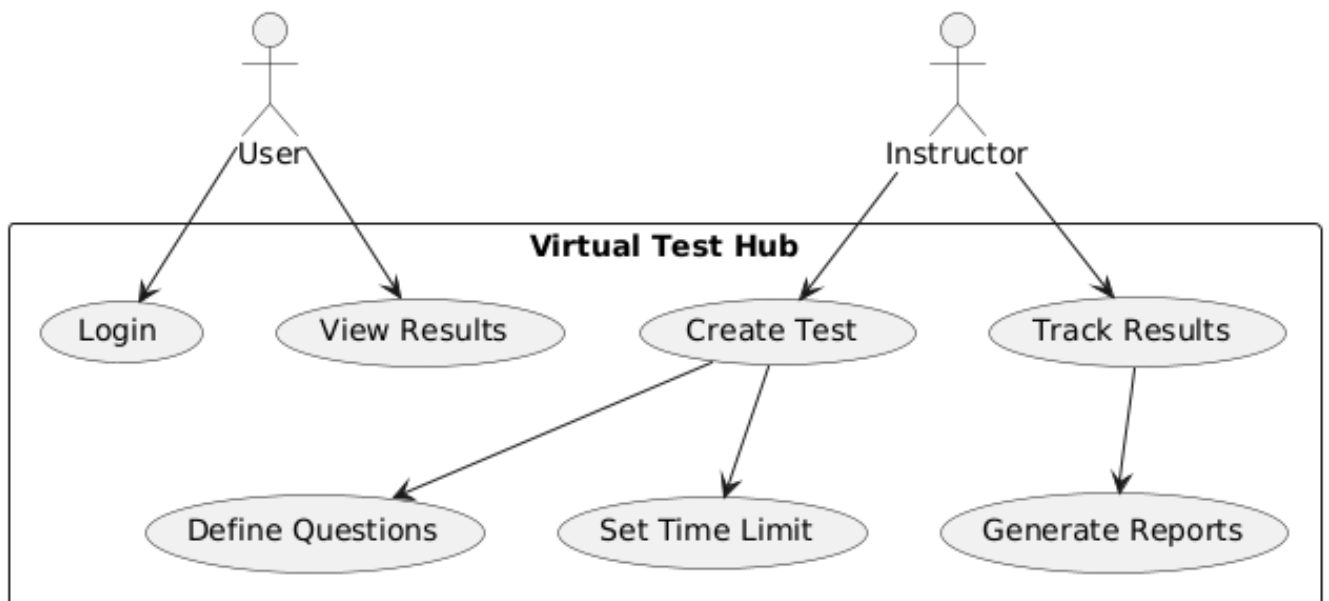 User
Instructor
Virtual Test Hub
Login
View Results
Create Test
Track Results
Define Questions
Set Time Limit
Generate Reports